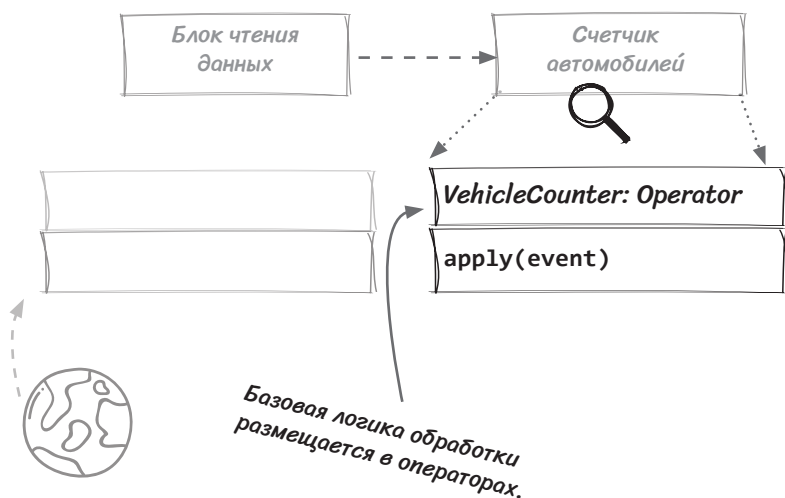 Блок чтения
данных
Счетчик
автомобилей
VehicleCounter: Operator
apply(event)
Базовая логика обработки
размещается в операторах.